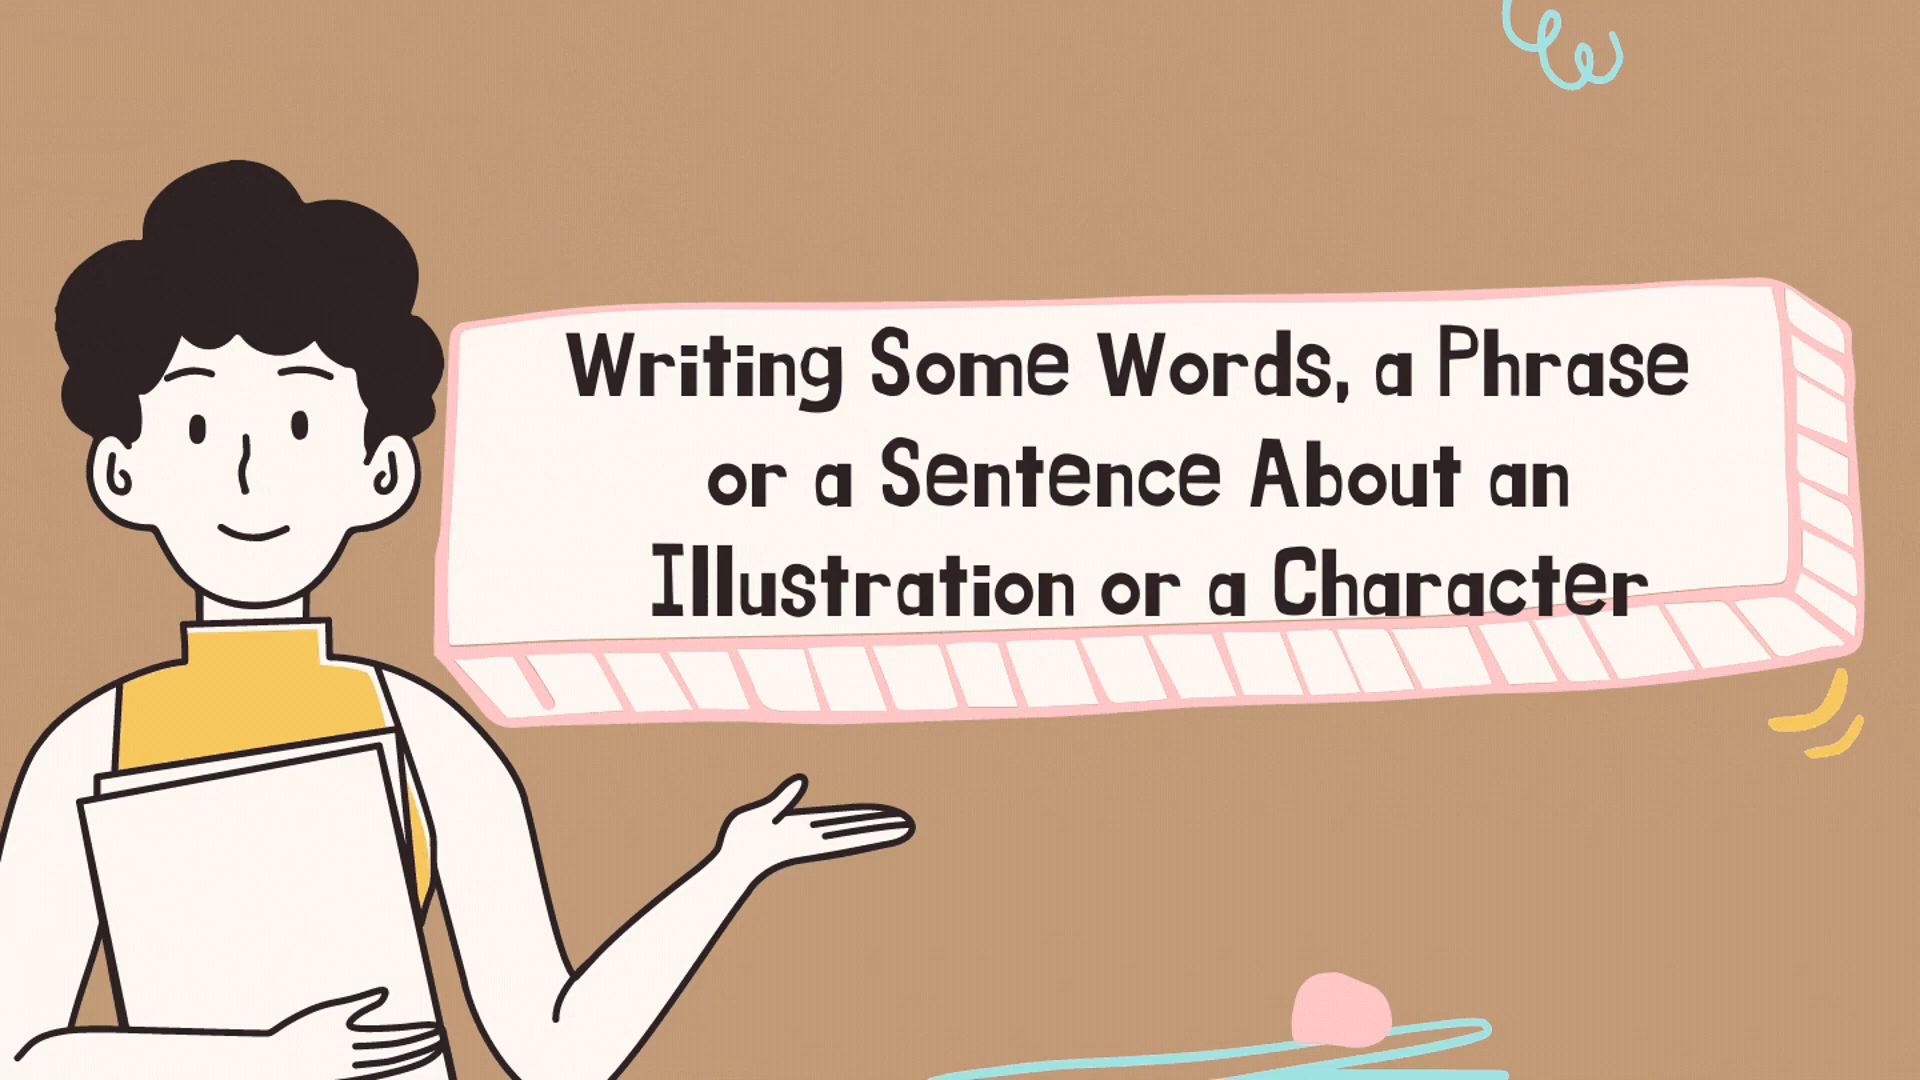 Writing Some Words, a Phrase
or a Sentence About an
Illustration or a Character